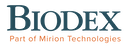 BIODEX
Part of Mirion Technologies